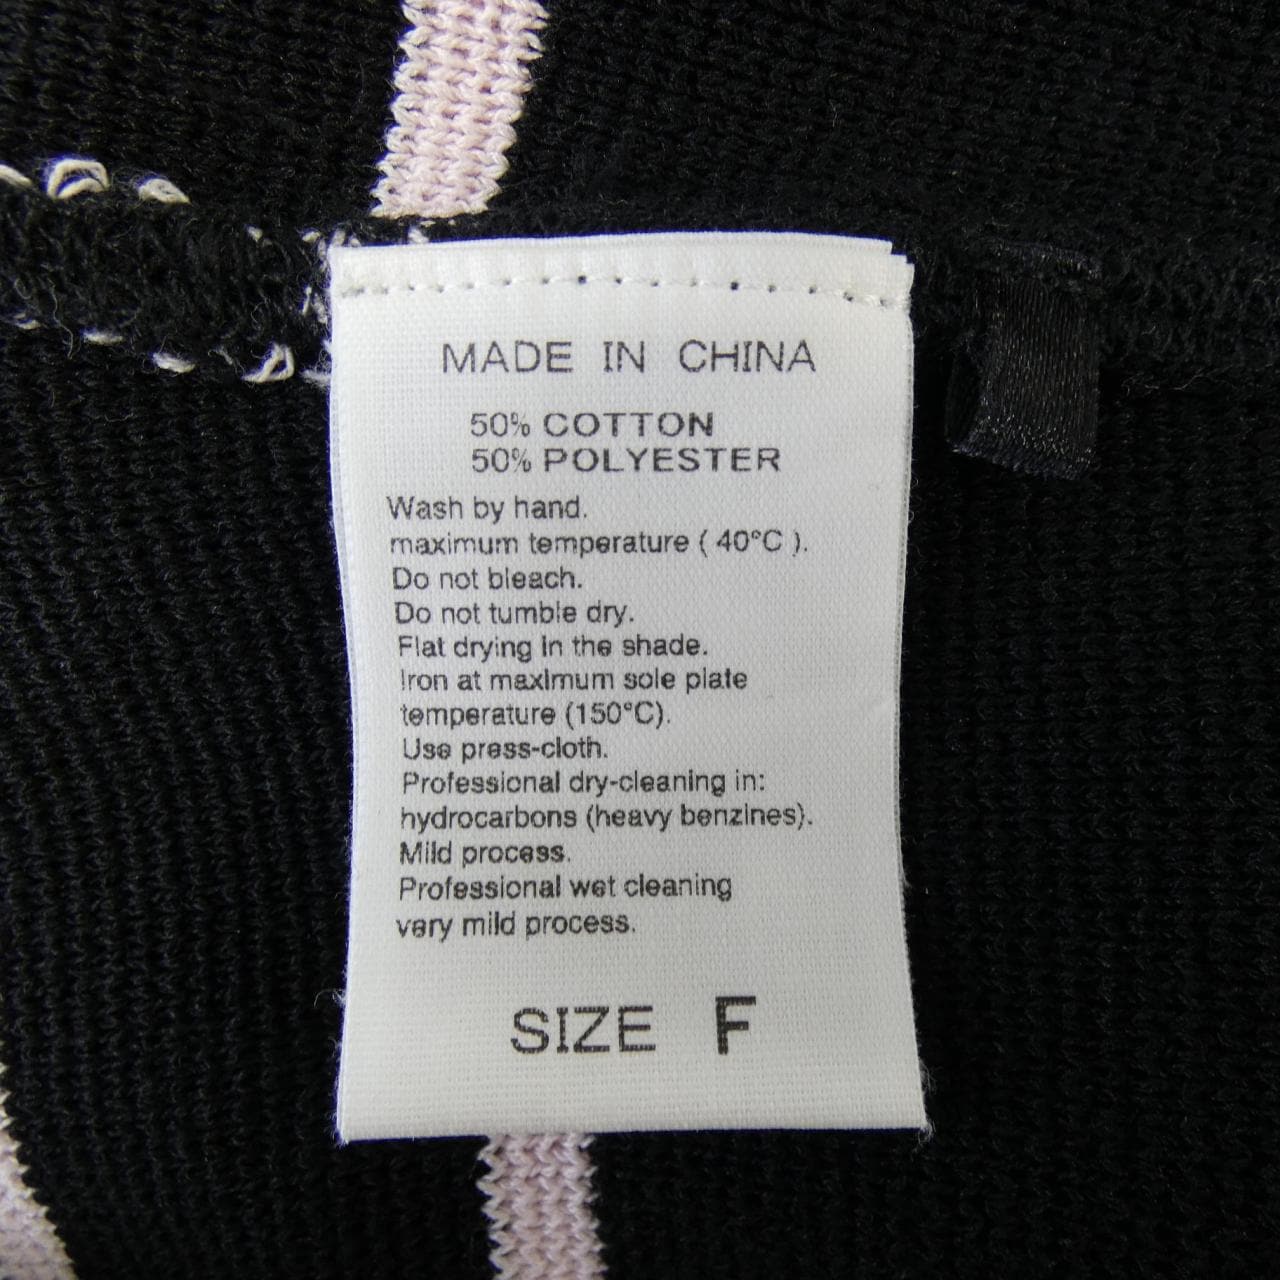 MADE IN CHINA
50% COTTON
50% POLYESTER
Wash by hand.
maximum temperature ( 40°C ).
Do not bleach.
Do not tumble dry.
Flat drying in the shade.
Iron at maximum sole plate
temperature (150°C).
Use press-cloth.
Professional dry-cleaning in:
hydrocarbons (heavy benzines).
Mild process.
Professional wet cleaning
very mild process.
SIZE F